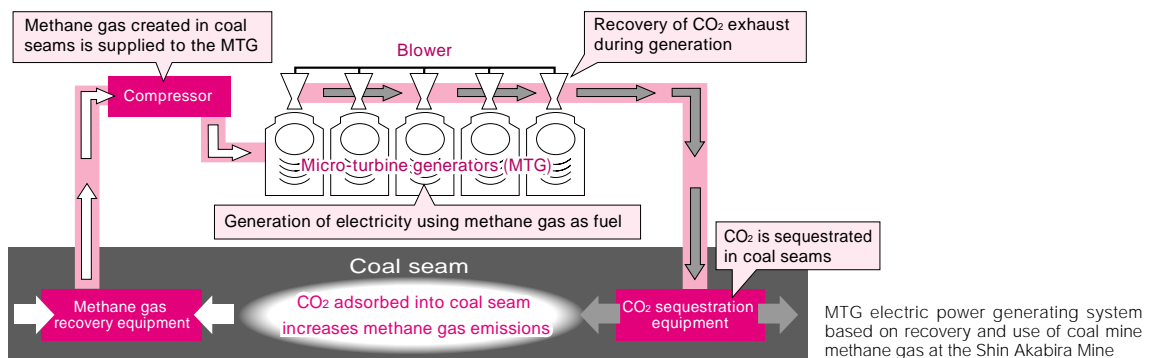 Methane gas created in coal
seams is supplied to the MTG
Recovery of CO₂ exhaust
during generation
Blower
Compressor
Micro-turbine generators (MTG)
Generation of electricity using methane gas as fuel
CO₂ is sequestrated
in coal seams
Coal seam
Methane gas
recovery equipment
CO₂ adsorbed into coal seam
increases methane gas emissions
CO₂ sequestration
equipment
MTG electric power generating system
based on recovery and use of coal mine
methane gas at the Shin Akabira Mine